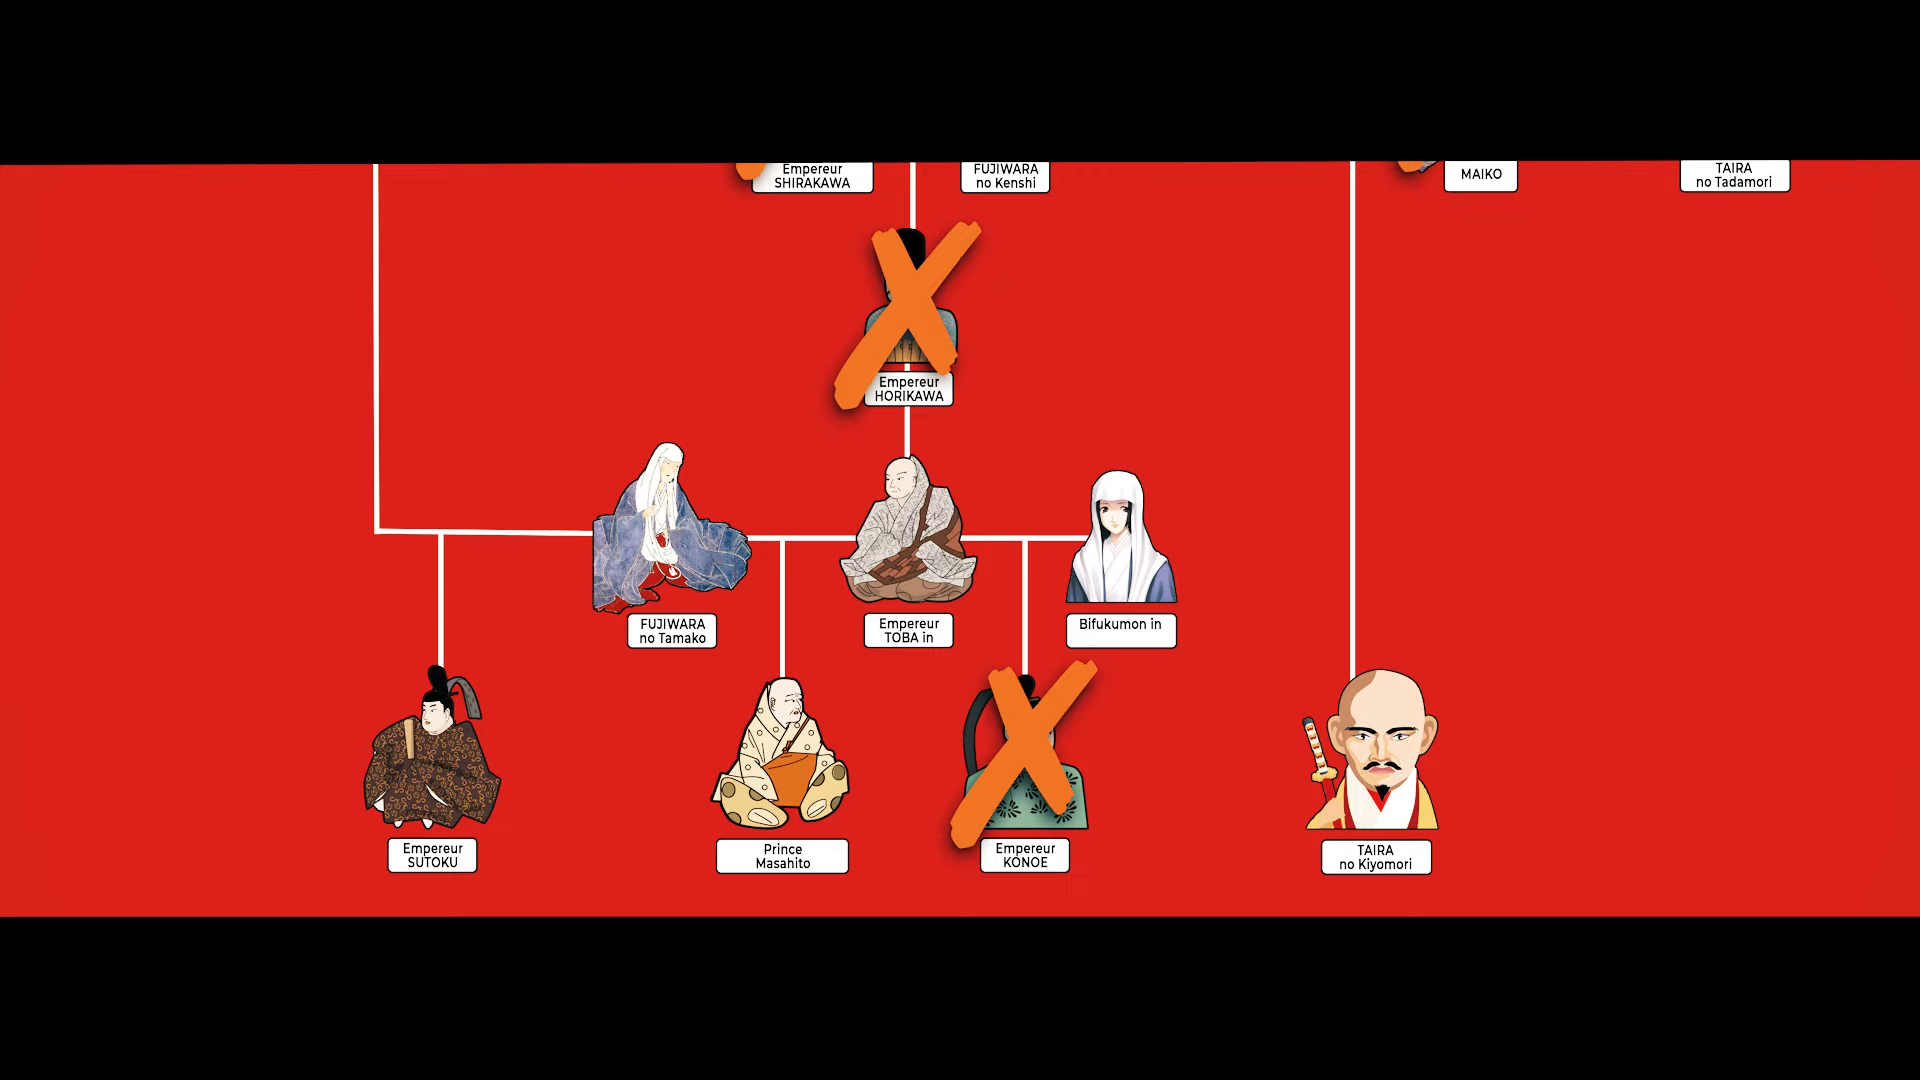 Empereur
SHIRAKAWA
FUJIWARA
no Kenshi
MAIKO
TAIRA
no Tadamori
Empereur
HORIKAWA
FUJIWARA
no Tamako
Empereur
TOBA in
Bifukumon in
Empereur
SUTOKU
Prince
Masahito
Empereur
KONOE
TAIRA
no Kiyomori